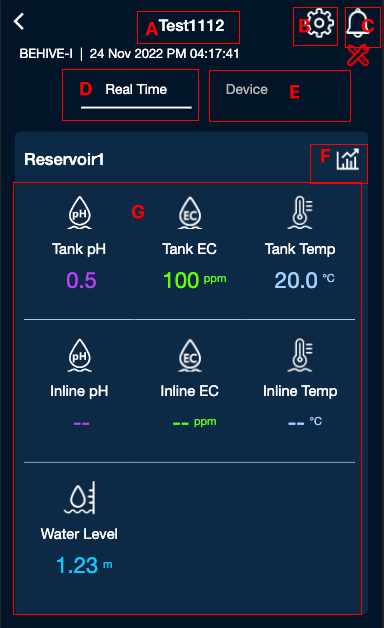 A Test1112
B
C
BEHIVE-I | 24 Nov 2022 PM 04:17:41
D Real Time
Device E
Reservoir1
F
G
pH EC
Tank pH Tank EC Tank Temp
0.5 100 ppm 20.0 °C
pH EC
Inline pH Inline EC Inline Temp
-- -- ppm -- °C
Water Level
1.23 m